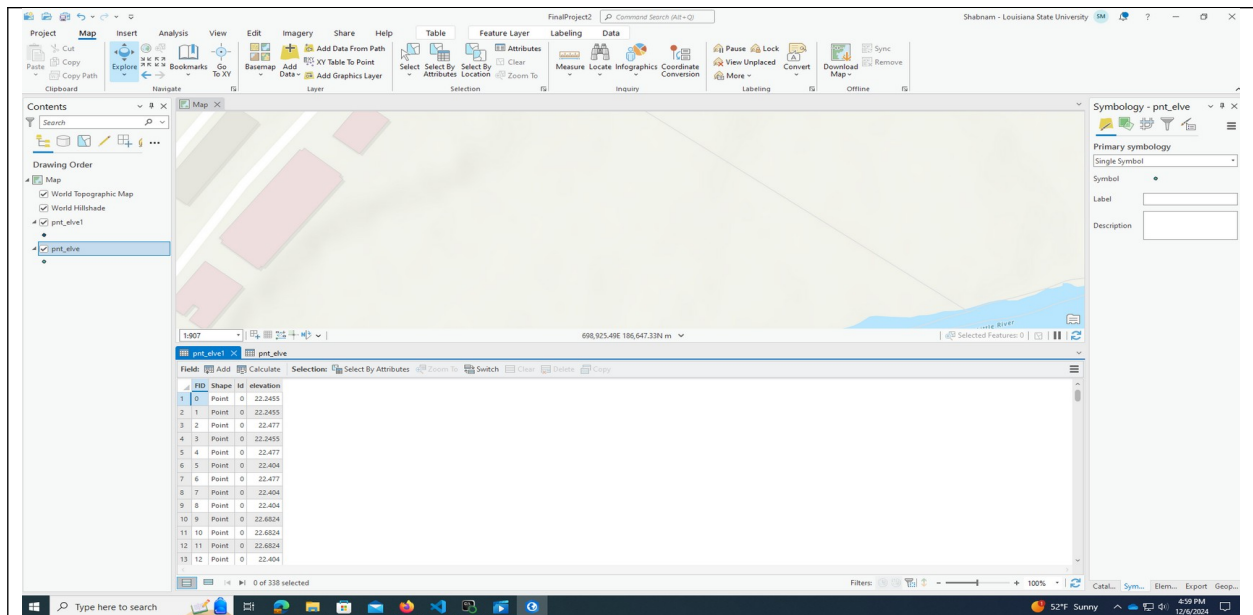 FinalProject2
Command Search (Alt+Q)
Shabnam - Louisiana State University
SM
?
Project Map Insert Analysis View Edit Imagery Share Help Table Feature Layer Labeling Data
Cut
Copy
Copy Path
Paste
Explore
Bookmarks
Go To XY
Basemap
Add Data
Add Data From Path
XY Table To Point
Add Graphics Layer
Select
Select By Attributes
Select By Location
Attributes
Clear
Zoom To
Measure
Locate
Infographics
Coordinate Conversion
Pause
Lock
View Unplaced
More
Convert
Download Map
Sync
Remove
Clipboard Navigate Layer Selection Inquiry Labeling Offline
Contents
Search
Drawing Order
Map
World Topographic Map
World Hillshade
pnt_elve1
pnt_elve
Map
River
1:907
698,925.49E 186,647.33N m
Selected Features: 0
pnt_elve1 pnt_elve
Field: Add Calculate Selection: Select By Attributes Zoom To Switch Clear Delete Copy
FID Shape Id elevation
1 0 Point 0 22.2455
2 1 Point 0 22.2455
3 2 Point 0 22.477
4 3 Point 0 22.2455
5 4 Point 0 22.477
6 5 Point 0 22.404
7 6 Point 0 22.477
8 7 Point 0 22.404
9 8 Point 0 22.404
10 9 Point 0 22.6824
11 10 Point 0 22.6824
12 11 Point 0 22.6824
13 12 Point 0 22.404
0 of 338 selected
Filters:
100%
Symbology - pnt_elve
Primary symbology
Single Symbol
Symbol
Label
Description
Catal... Sym... Elem... Export Geop...
Type here to search
52°F Sunny
4:59 PM
12/6/2024